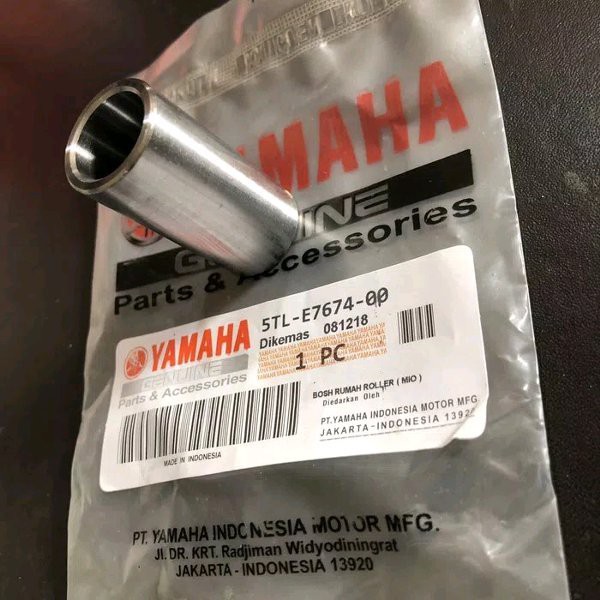 YAMAHA
GENUINE
Parts & Accessories
5TL-E7674-00
YAMAHA
Dikemas 081218
GENUINE
1 PC
Parts & Accessories
BOSH RUMAH ROLLER ( MIO )
Diedarkan Oleh
PT.YAMAHA INDONESIA MOTOR MFG
JAKARTA-INDONESIA 13920
MADE IN INDONESIA
PT. YAMAHA INDONESIA MOTOR MFG.
Jl. DR. KRT. Radjiman Widyodiningrat
JAKARTA - INDONESIA 13920